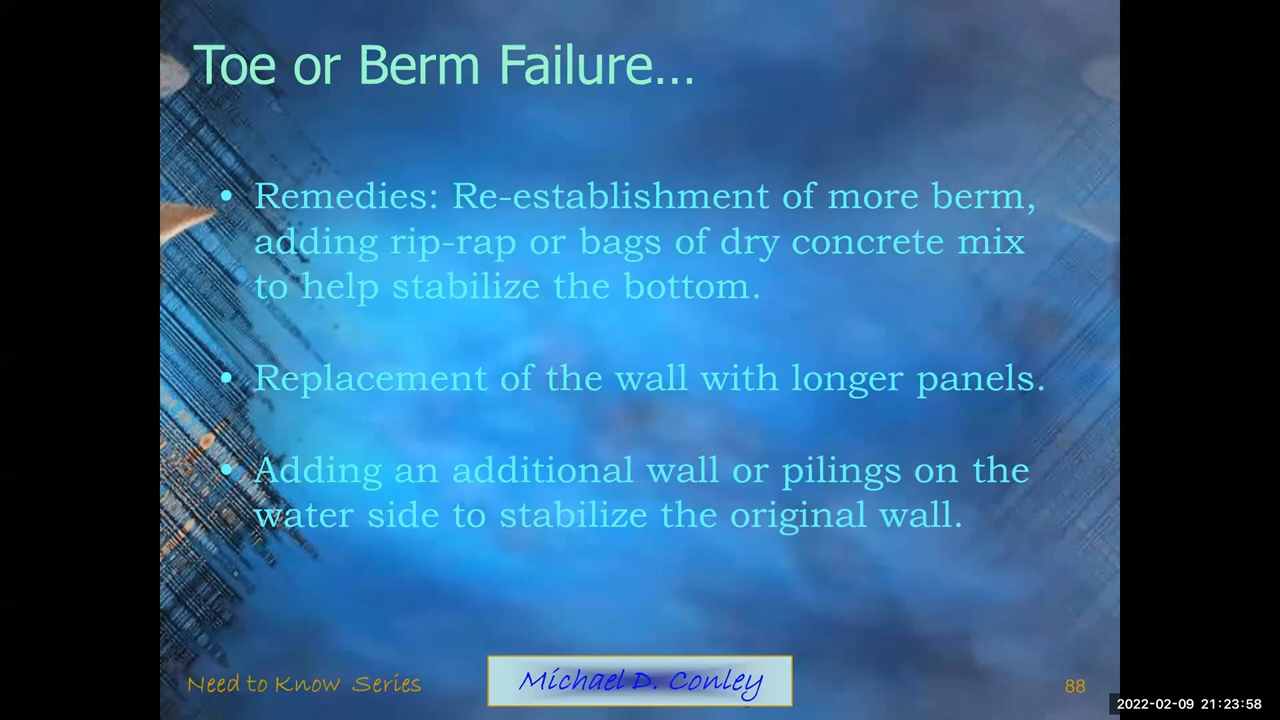 Toe or Berm Failure…
• Remedies: Re-establishment of more berm,
adding rip-rap or bags of dry concrete mix
to help stabilize the bottom.
• Replacement of the wall with longer panels.
• Adding an additional wall or pilings on the
water side to stabilize the original wall.
Need to Know Series
Michael D. Conley
88
2022-02-09 21:23:58